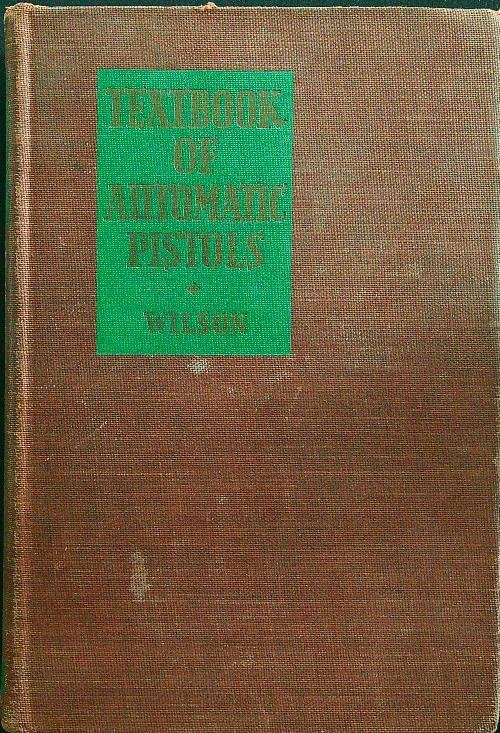 TEXTBOOK
OF
AUTOMATIC
PISTOLS
WILSON